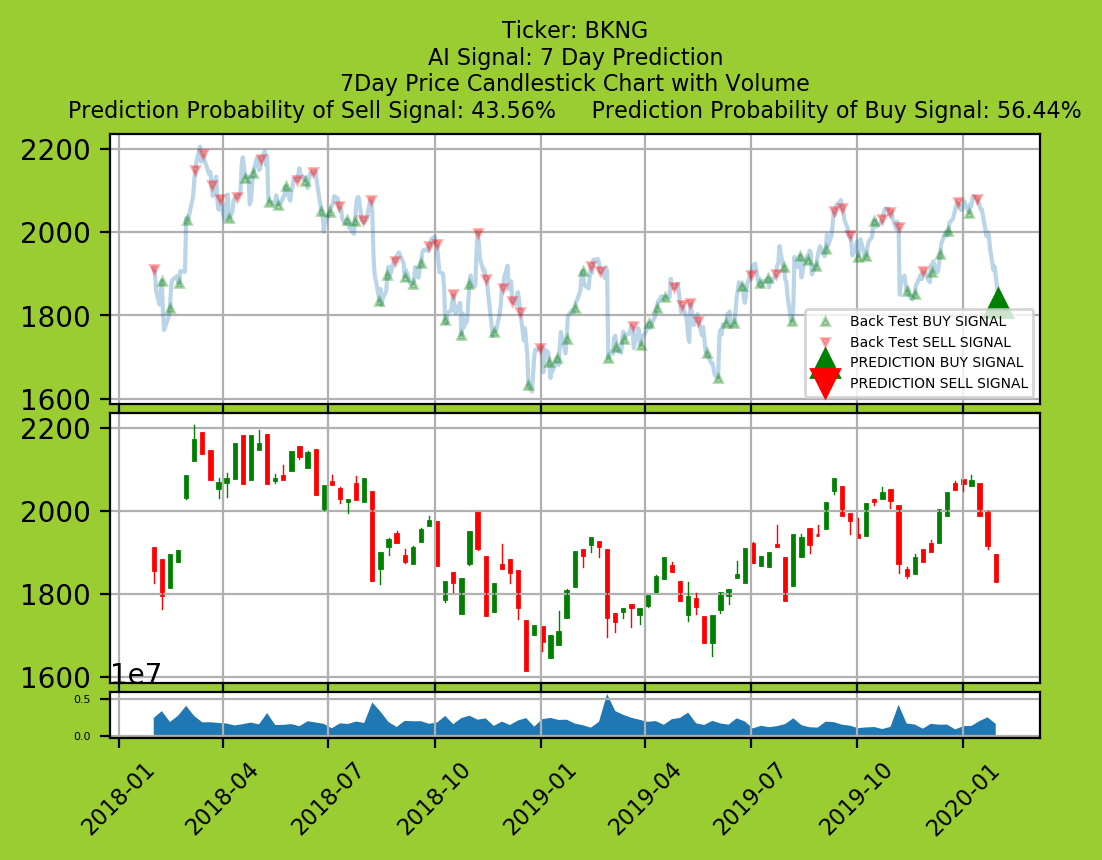 Ticker: BKNG
AI Signal: 7 Day Prediction
7Day Price Candlestick Chart with Volume
Prediction Probability of Sell Signal: 43.56%     Prediction Probability of Buy Signal: 56.44%
2200
2000
1800
1600
Back Test BUY SIGNAL
Back Test SELL SIGNAL
PREDICTION BUY SIGNAL
PREDICTION SELL SIGNAL
2200
2000
1800
1600
1e7
0.5
0.0
2018-01 2018-04 2018-07 2018-10 2019-01 2019-04 2019-07 2019-10 2020-01